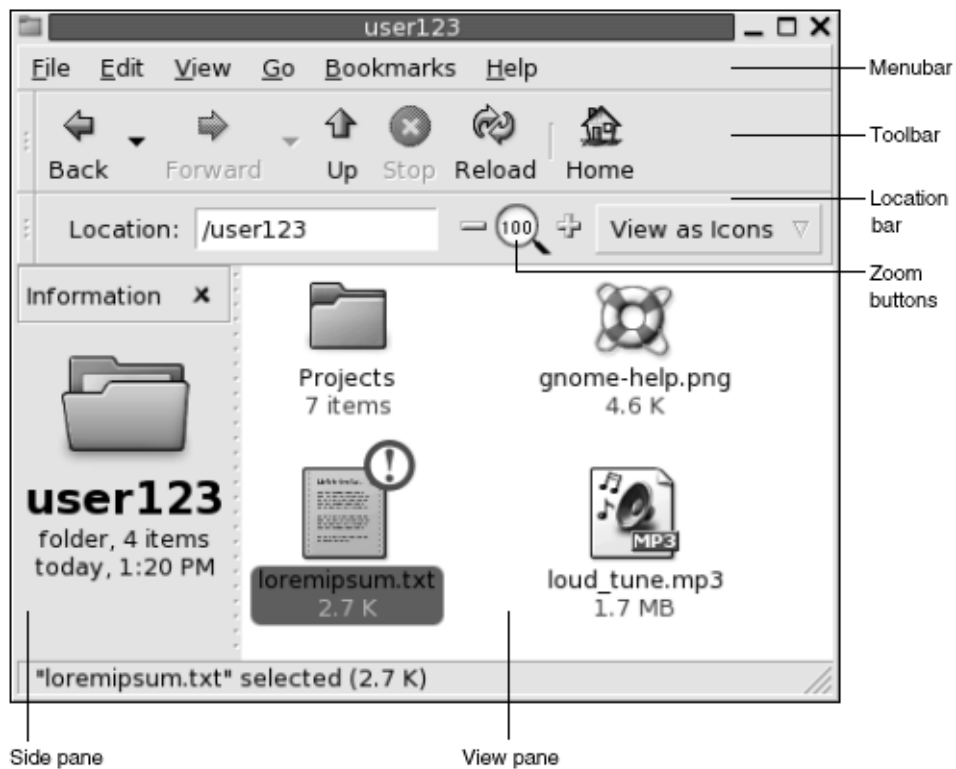 user123
File Edit View Go Bookmarks Help
Menubar
Back Forward Up Stop Reload Home
Toolbar
Location: /user123 100 View as Icons
Location
bar
Zoom
buttons
Information
user123
folder, 4 items
today, 1:20 PM
Projects
7 items
gnome-help.png
4.6 K
loremipsum.txt
2.7 K
MP3
loud_tune.mp3
1.7 MB
"loremipsum.txt" selected (2.7 K)
Side pane
View pane